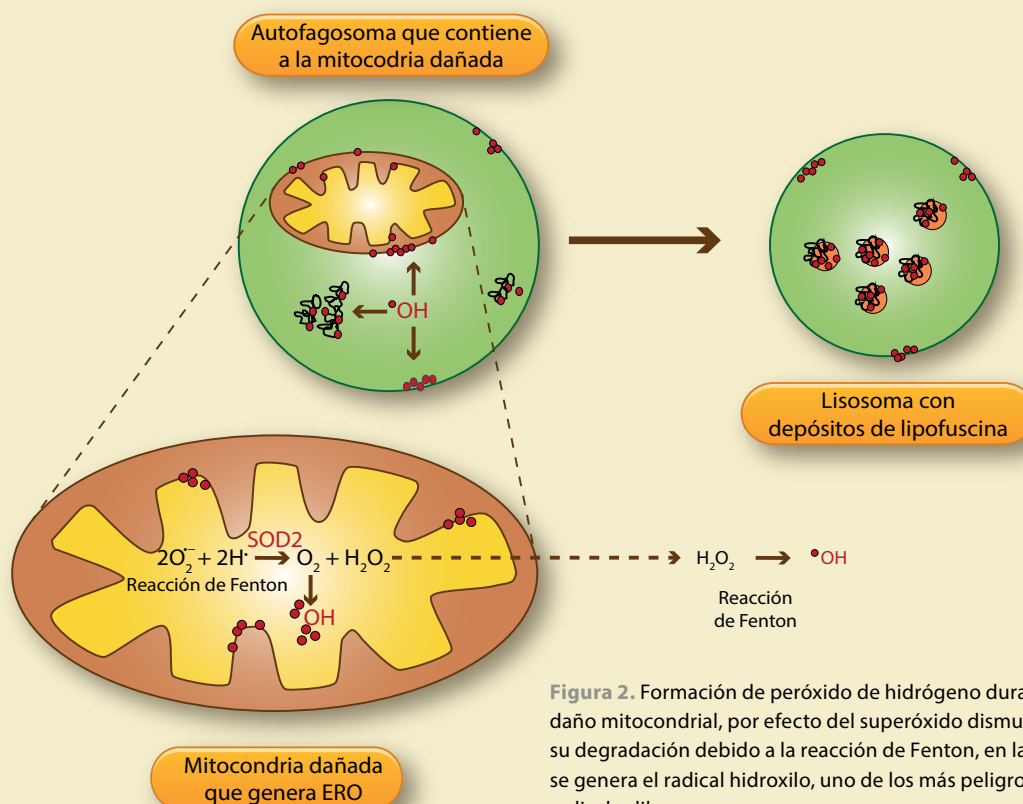 Autofagosoma que contiene
a la mitocodria dañada
•OH
Lisosoma con
depósitos de lipofuscina
SOD2
2O₂•⁻ + 2H• → O₂ + H₂O₂
H₂O₂ → •OH
Reacción de Fenton
OH
Reacción
de Fenton
Mitocondria dañada
que genera ERO
Figura 2. Formación de peróxido de hidrógeno dura
daño mitocondrial, por efecto del superóxido dismu
su degradación debido a la reacción de Fenton, en la
se genera el radical hidroxilo, uno de los más peligro